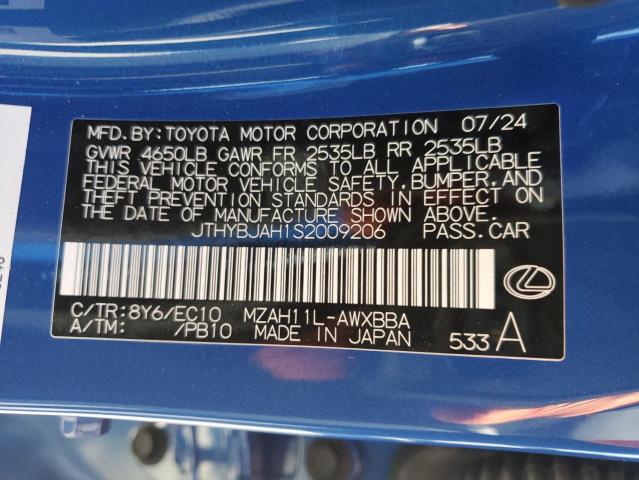 MFD.BY:TOYOTA MOTOR CORPORATION 07/24
GVWR 4650LB GAWR FR 2535LB RR 2535LB
THIS VEHICLE CONFORMS TO ALL APPLICABLE
FEDERAL MOTOR VEHICLE SAFETY,BUMPER,AND
THEFT PREVENTION STANDARDS IN EFFECT ON
THE DATE OF MANUFACTURE SHOWN ABOVE.
JTHYBJAH1S2009206 PASS.CAR
C/TR:8Y6/EC10 MZAH11L-AWXBBA
A/TM: /PB10 MADE IN JAPAN 533 A